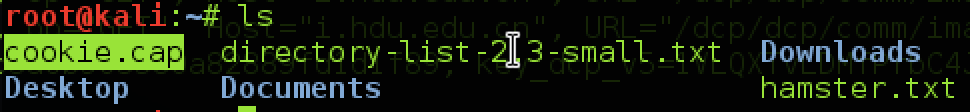 root@kali:~# ls
cookie.cap directory-list-2.3-small.txt Downloads
Desktop Documents hamster.txt